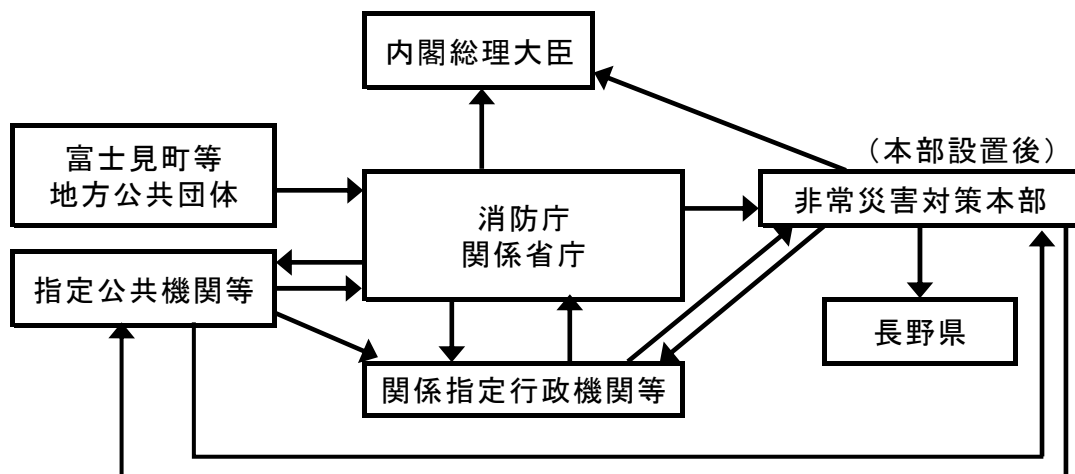 内閣総理大臣
富士見町等
地方公共団体
（本部設置後）
消防庁
関係省庁
非常災害対策本部
指定公共機関等
長野県
関係指定行政機関等